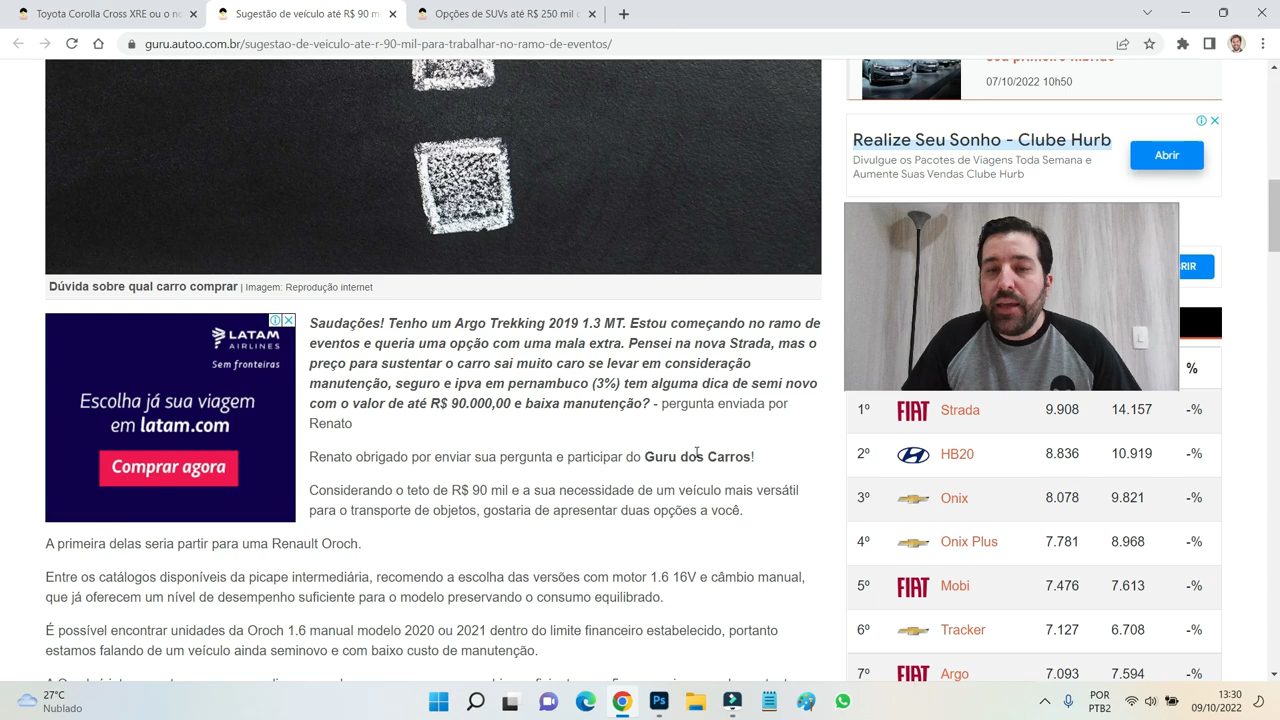 Toyota Corolla Cross XRE ou o n
Sugestão de veículo até R$ 90 m
Opções de SUVs até R$ 250 mil c
guru.autoo.com.br/sugestao-de-veiculo-ate-r-90-mil-para-trabalhar-no-ramo-de-eventos/
seu primeiro híbrido
07/10/2022 10h50
Realize Seu Sonho - Clube Hurb
Divulgue os Pacotes de Viagens Toda Semana e
Aumente Suas Vendas Clube Hurb
Abrir
RIR
Dúvida sobre qual carro comprar | Imagem: Reprodução internet
LATAM
AIRLINES
Sem fronteiras
Escolha já sua viagem
em latam.com
Comprar agora
Saudações! Tenho um Argo Trekking 2019 1.3 MT. Estou começando no ramo de
eventos e queria uma opção com uma mala extra. Pensei na nova Strada, mas o
preço para sustentar o carro sai muito caro se levar em consideração
manutenção, seguro e ipva em pernambuco (3%) tem alguma dica de semi novo
com o valor de até R$ 90.000,00 e baixa manutenção? - pergunta enviada por
Renato
Renato obrigado por enviar sua pergunta e participar do Guru dos Carros!
Considerando o teto de R$ 90 mil e a sua necessidade de um veículo mais versátil
para o transporte de objetos, gostaria de apresentar duas opções a você.
A primeira delas seria partir para uma Renault Oroch.
Entre os catálogos disponíveis da picape intermediária, recomendo a escolha das versões com motor 1.6 16V e câmbio manual,
que já oferecem um nível de desempenho suficiente para o modelo preservando o consumo equilibrado.
É possível encontrar unidades da Oroch 1.6 manual modelo 2020 ou 2021 dentro do limite financeiro estabelecido, portanto
estamos falando de um veículo ainda seminovo e com baixo custo de manutenção.
%
1º FIAT Strada 9.908 14.157 -%
2º HB20 8.836 10.919 -%
3º Onix 8.078 9.821 -%
4º Onix Plus 7.781 8.968 -%
5º FIAT Mobi 7.476 7.613 -%
6º Tracker 7.127 6.708 -%
7º FIAT Argo 7.093 7.594 -%
27°C
Nublado
Ps
POR
PTB2
13:30
09/10/2022